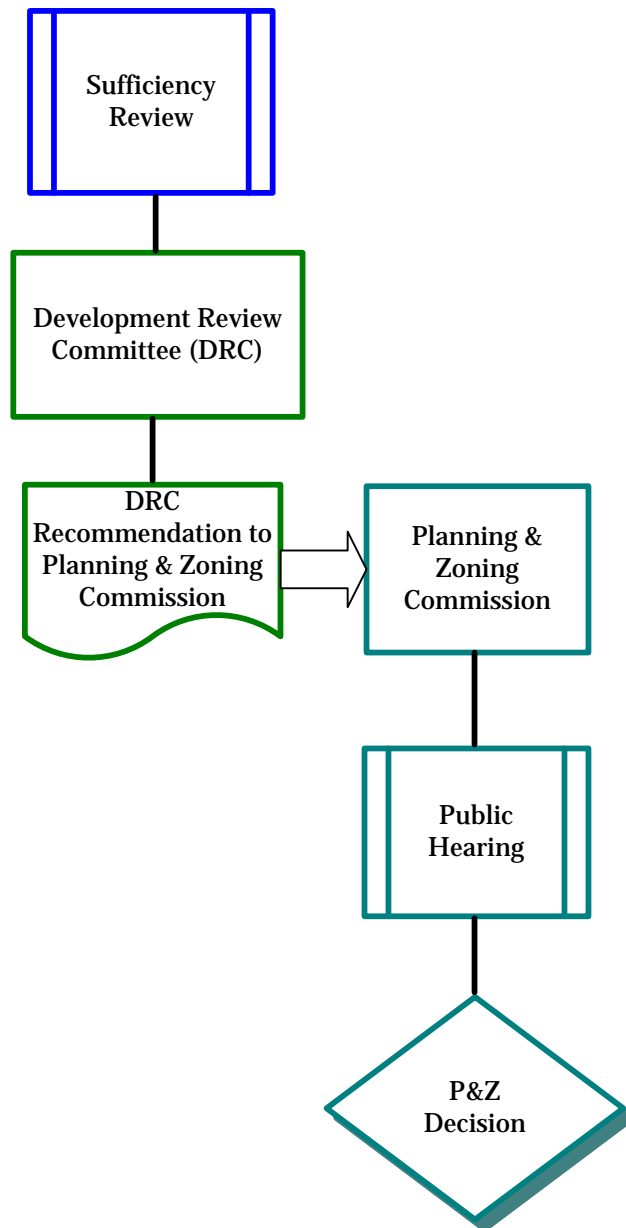 Sufficiency
Review
Development Review
Committee (DRC)
DRC
Recommendation to
Planning & Zoning
Commission
Planning &
Zoning
Commission
Public
Hearing
P&Z
Decision